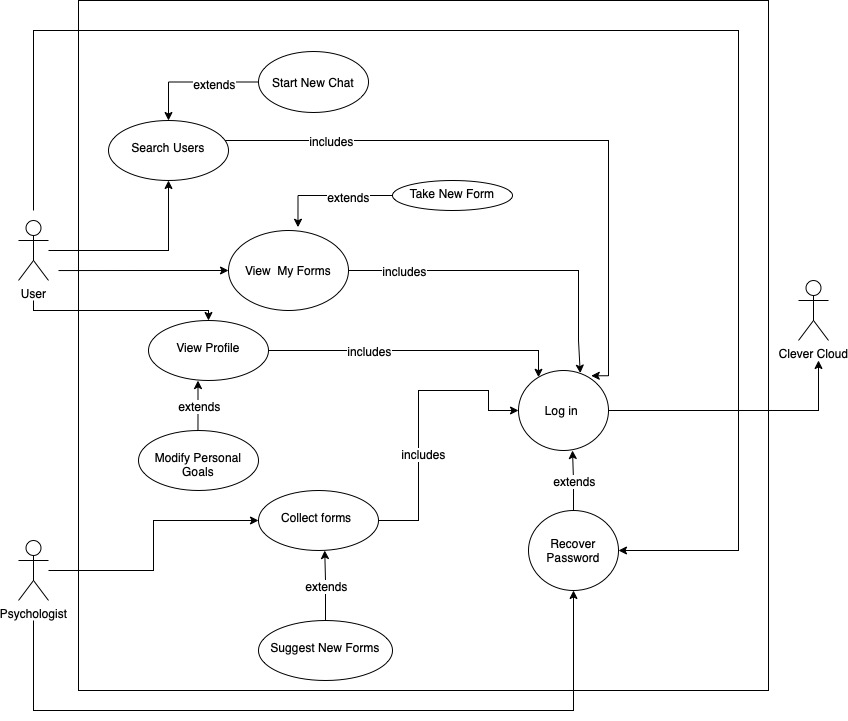 Start New Chat
extends
Search Users
includes
Take New Form
extends
View  My Forms
includes
User
View Profile
includes
Clever Cloud
extends
Log in
Modify Personal
Goals
includes
extends
Collect forms
Recover
Password
extends
Psychologist
Suggest New Forms